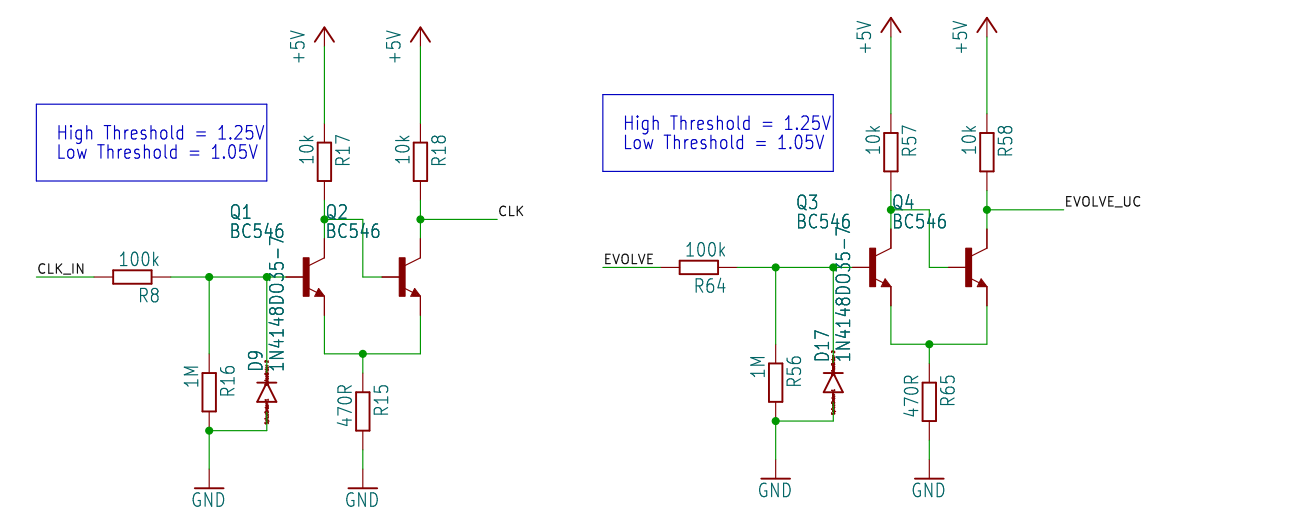 +5V
+5V
High Threshold = 1.25V
Low Threshold = 1.05V
10k
R17
10k
R18
Q1
BC546
Q2
BC546
CLK
CLK_IN
100k
R8
1N4148DO35-7
D9
1M
R16
470R
R15
GND
GND
+5V
+5V
High Threshold = 1.25V
Low Threshold = 1.05V
10k
R57
10k
R58
Q3
BC546
Q4
BC546
EVOLVE_UC
EVOLVE
100k
R64
1N4148DO35-7
D17
1M
R56
470R
R65
GND
GND